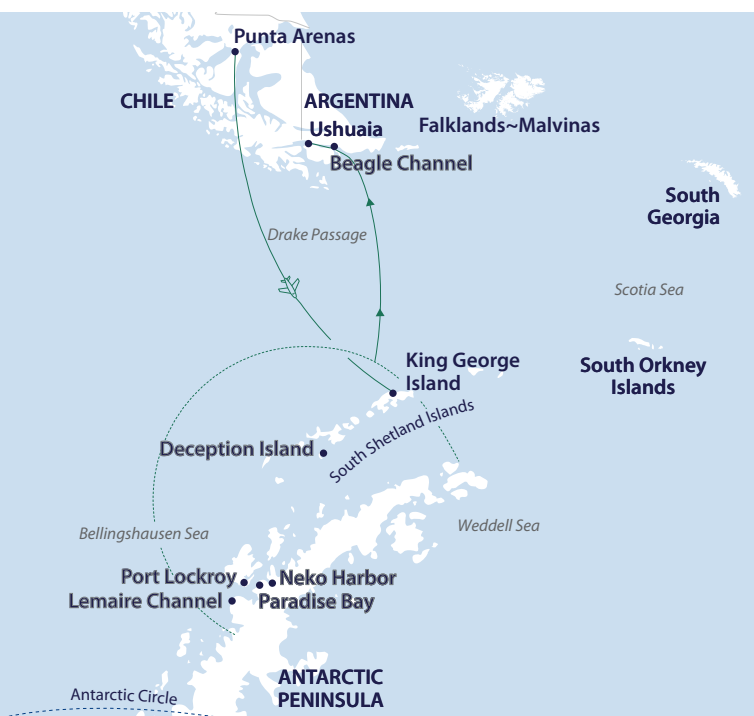 Punta Arenas
CHILE
ARGENTINA
Ushuaia
Falklands~Malvinas
Beagle Channel
South
Georgia
Drake Passage
Scotia Sea
King George
Island
South Orkney
Islands
South Shetland Islands
Deception Island
Weddell Sea
Bellingshausen Sea
Port Lockroy
Neko Harbor
Lemaire Channel
Paradise Bay
ANTARCTIC
PENINSULA
Antarctic Circle